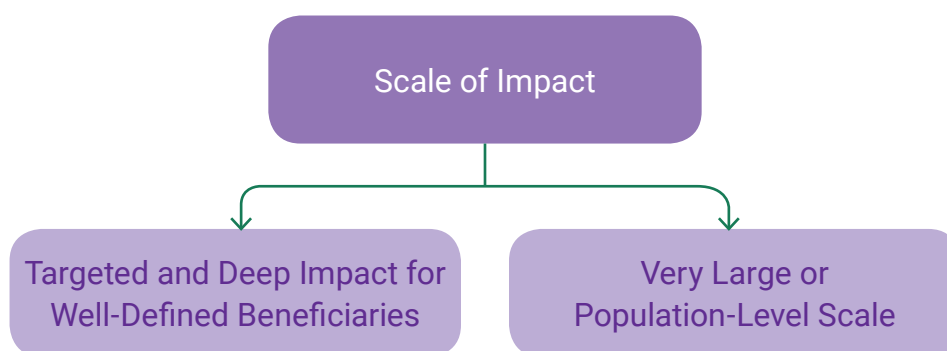 Scale of Impact
Targeted and Deep Impact for
Well-Defined Beneficiaries
Very Large or
Population-Level Scale